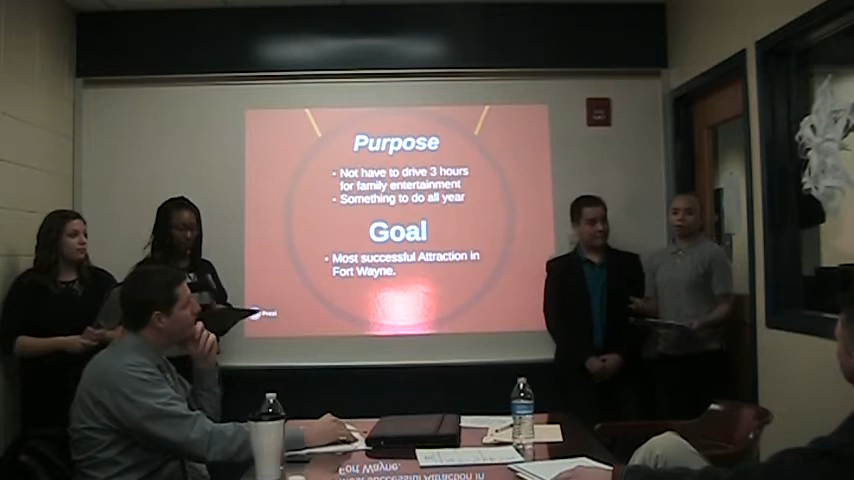 Purpose
• Not have to drive 3 hours
for family entertainment
• Something to do all year
Goal
• Most successful Attraction in
Fort Wayne.
Prezi